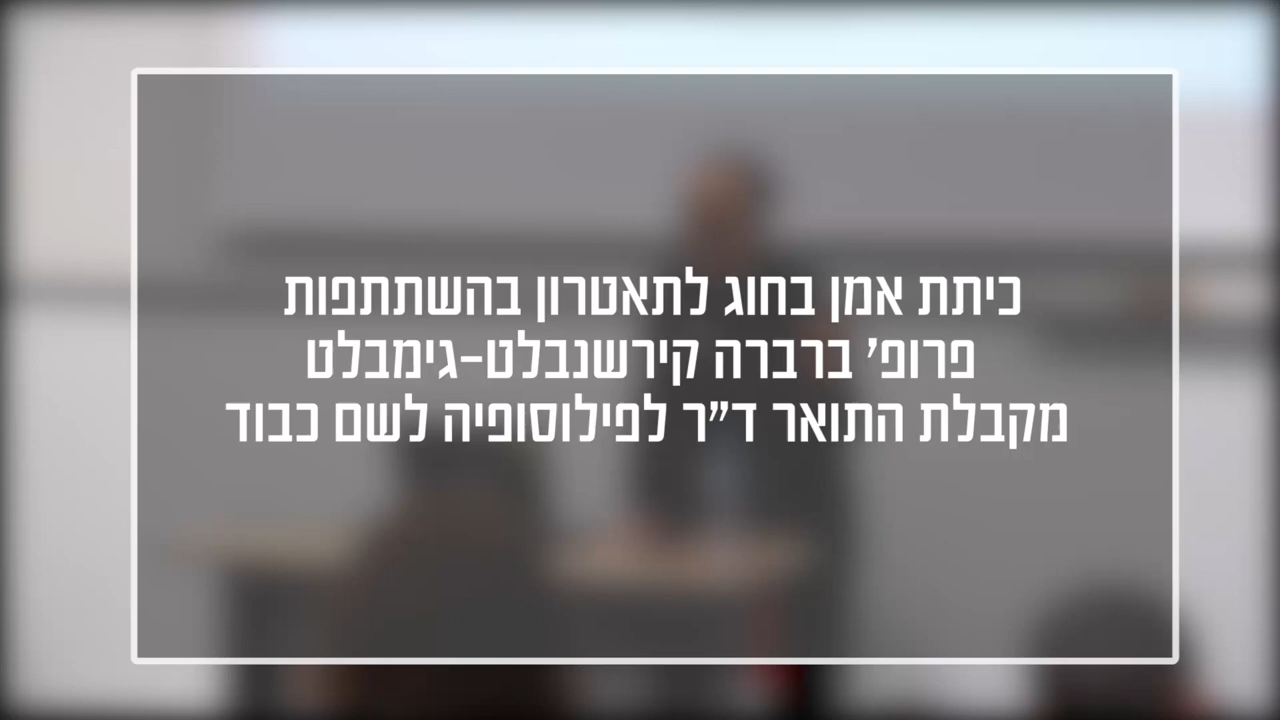 כיתת אמן בחוג לתאטרון בהשתתפות
פרופ' ברברה קירשנבלט-גימבלט
מקבלת התואר ד"ר לפילוסופיה לשם כבוד